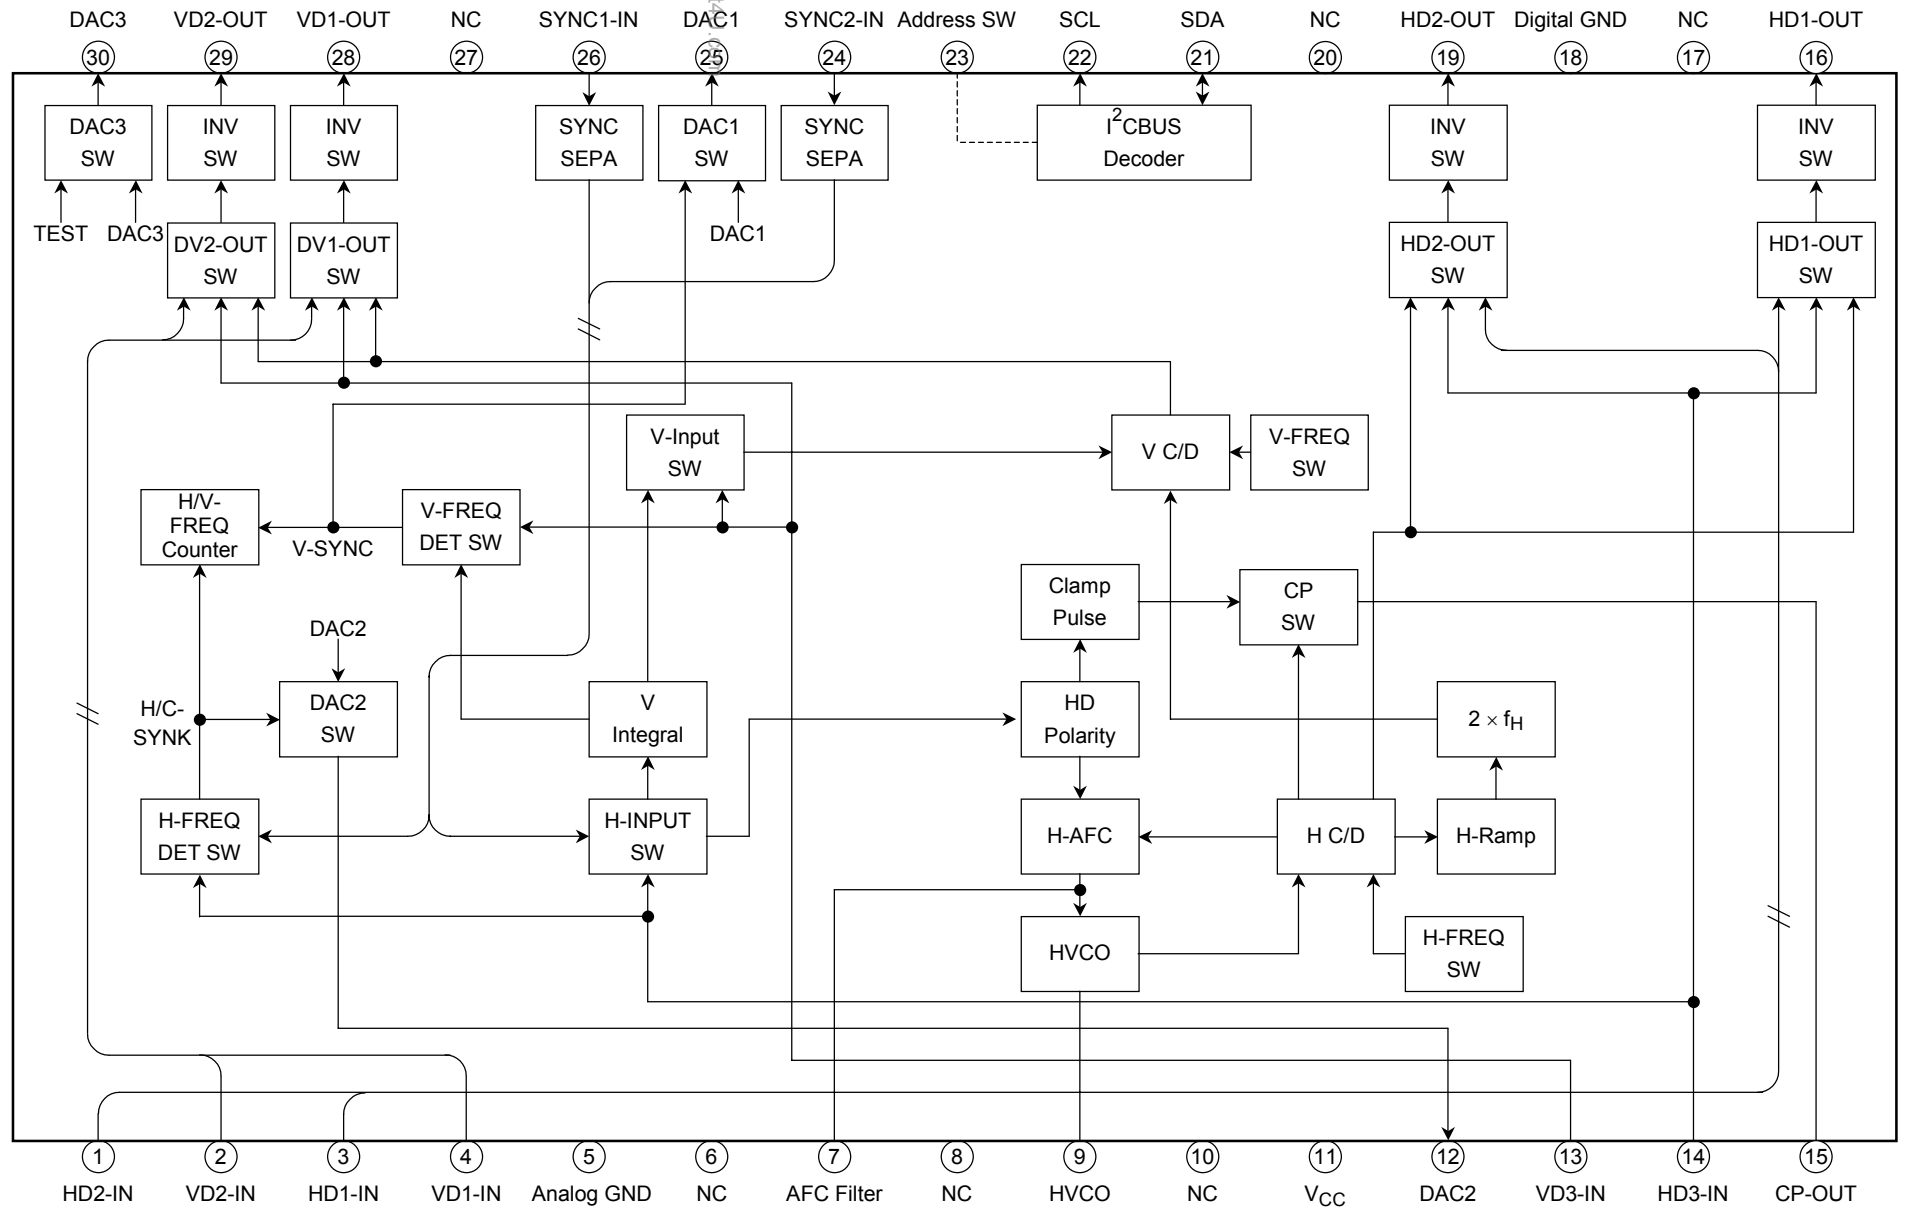 DAC3 VD2-OUT VD1-OUT NC SYNC1-IN DAC1 SYNC2-IN Address SW SCL SDA NC HD2-OUT Digital GND NC HD1-OUT
30 29 28 27 26 25 24 23 22 21 20 19 18 17 16
DAC3
SW
INV
SW
INV
SW
SYNC
SEPA
DAC1
SW
SYNC
SEPA
I2CBUS
Decoder
INV
SW
INV
SW
TEST
DAC3
DAC1
DV2-OUT
SW
DV1-OUT
SW
HD2-OUT
SW
HD1-OUT
SW
V-Input
SW
V C/D
V-FREQ
SW
H/V-
FREQ
Counter
V-SYNC
V-FREQ
DET SW
Clamp
Pulse
CP
SW
DAC2
H/C-
SYNK
DAC2
SW
V
Integral
HD
Polarity
2 × fH
H-FREQ
DET SW
H-INPUT
SW
H-AFC
H C/D
H-Ramp
HVCO
H-FREQ
SW
1 2 3 4 5 6 7 8 9 10 11 12 13 14 15
HD2-IN VD2-IN HD1-IN VD1-IN Analog GND NC AFC Filter NC HVCO NC VCC DAC2 VD3-IN HD3-IN CP-OUT